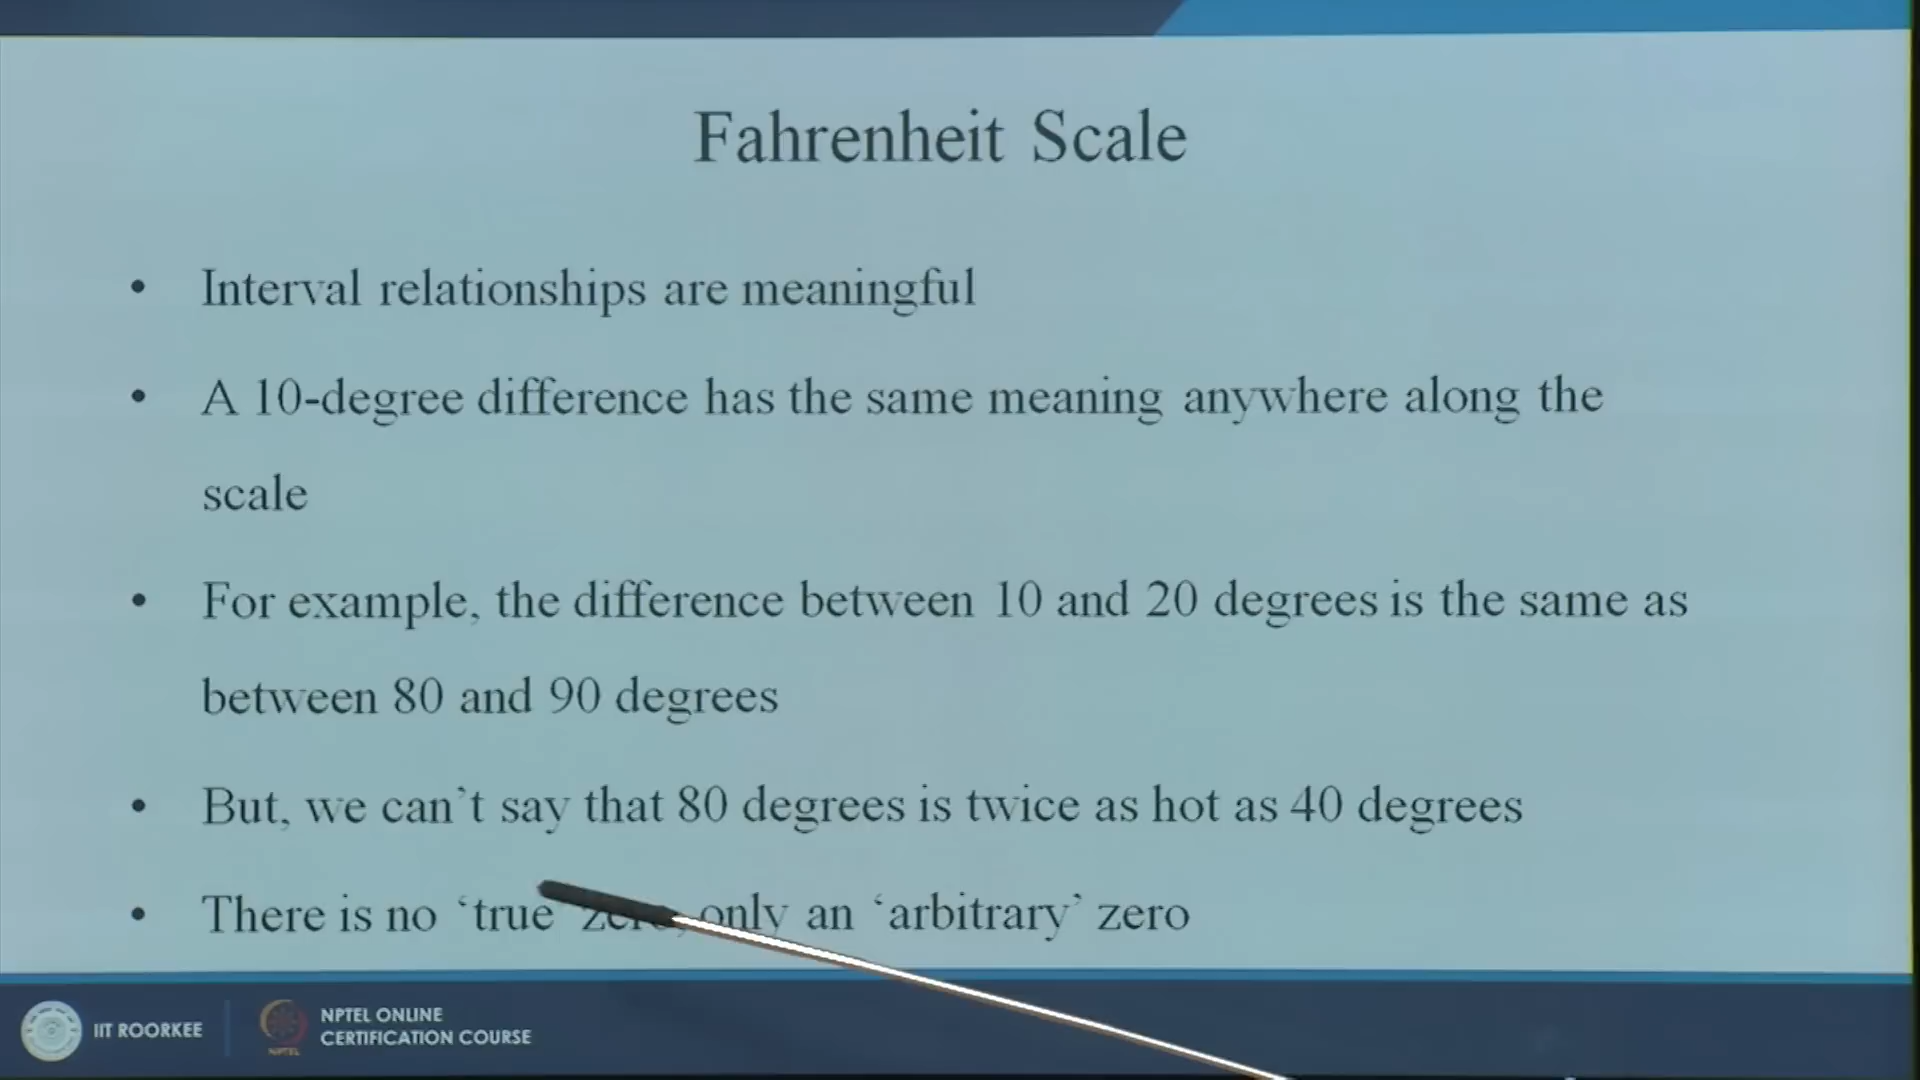 Fahrenheit Scale
• Interval relationships are meaningful
• A 10-degree difference has the same meaning anywhere along the
scale
• For example, the difference between 10 and 20 degrees is the same as
between 80 and 90 degrees
• But, we can't say that 80 degrees is twice as hot as 40 degrees
• There is no ‘true’ zero, only an ‘arbitrary’ zero
IIT ROORKEE
NPTEL
NPTEL ONLINE
CERTIFICATION COURSE